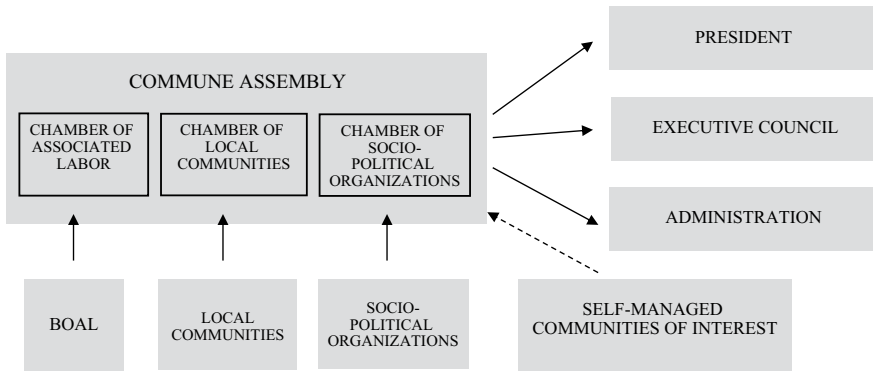 COMMUNE ASSEMBLY
CHAMBER OF
ASSOCIATED
LABOR
CHAMBER OF
LOCAL
COMMUNITIES
CHAMBER OF
SOCIO-
POLITICAL
ORGANIZATIONS
PRESIDENT
EXECUTIVE COUNCIL
ADMINISTRATION
BOAL
LOCAL
COMMUNITIES
SOCIO-
POLITICAL
ORGANIZATIONS
SELF-MANAGED
COMMUNITIES OF INTEREST